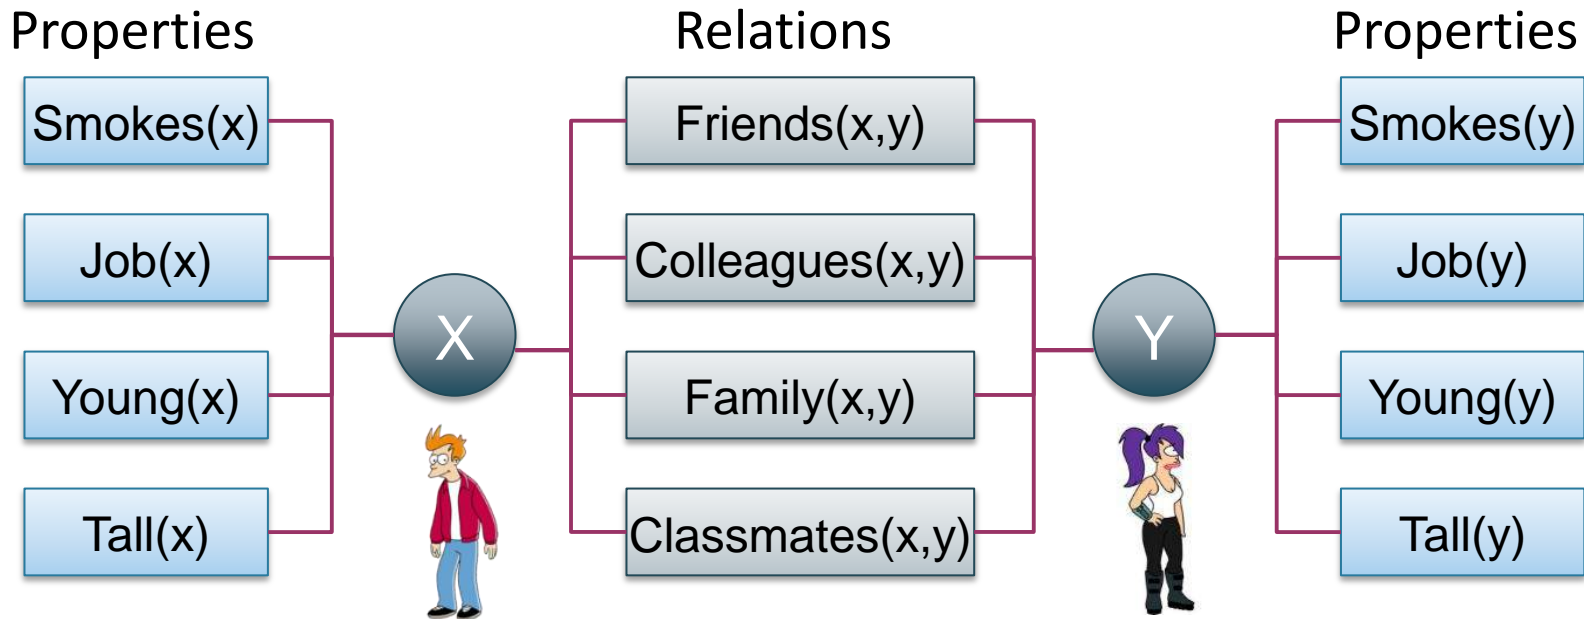 Properties
Relations
Properties
Smokes(x)
Friends(x,y)
Smokes(y)
Job(x)
Colleagues(x,y)
Job(y)
X
Y
Young(x)
Family(x,y)
Young(y)
Tall(x)
Classmates(x,y)
Tall(y)